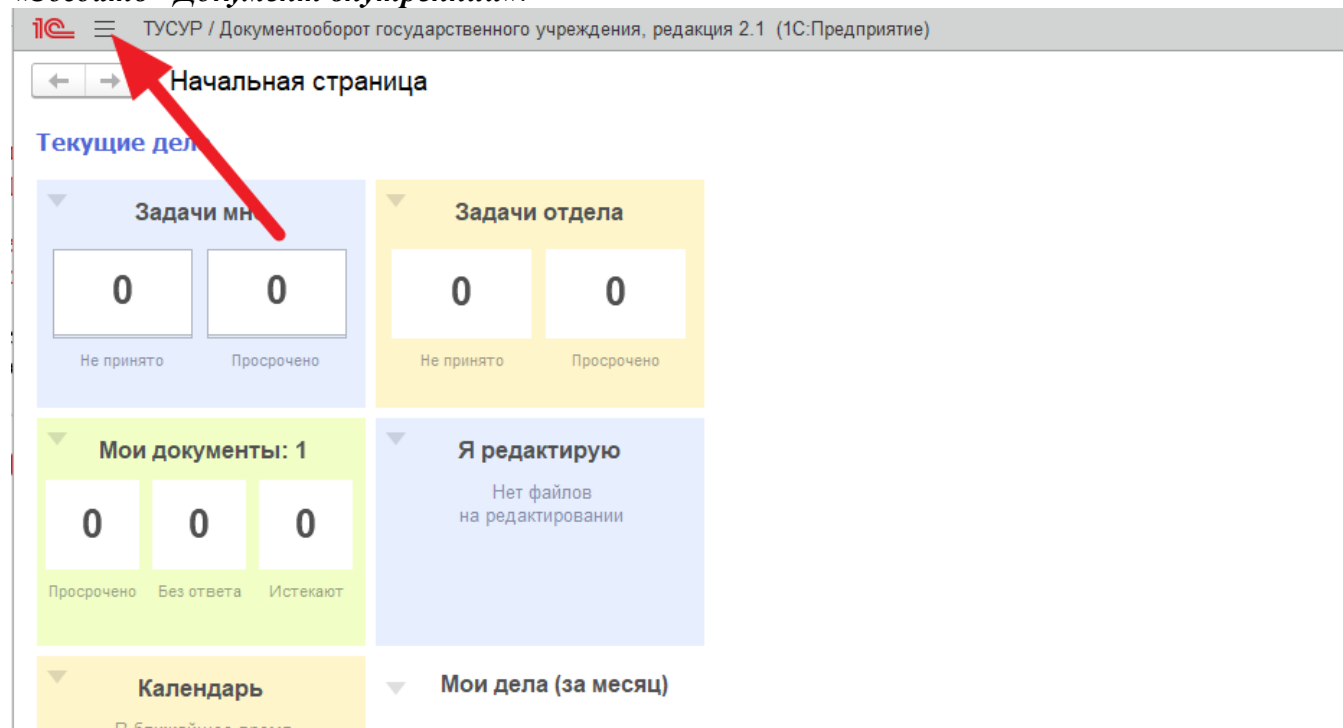 1С ТУСУР / Документооборот государственного учреждения, редакция 2.1 (1С:Предприятие)
Начальная страница
Текущие
Задачи Задачи отдела
0 0 0 0
Не принято Просрочено Не принято Просрочено
Мои документы: 1 Я редактирую
Нет файлов
на редактировании
0 0 0
Просрочено Без ответа Истекают
Календарь Мои дела (за месяц)